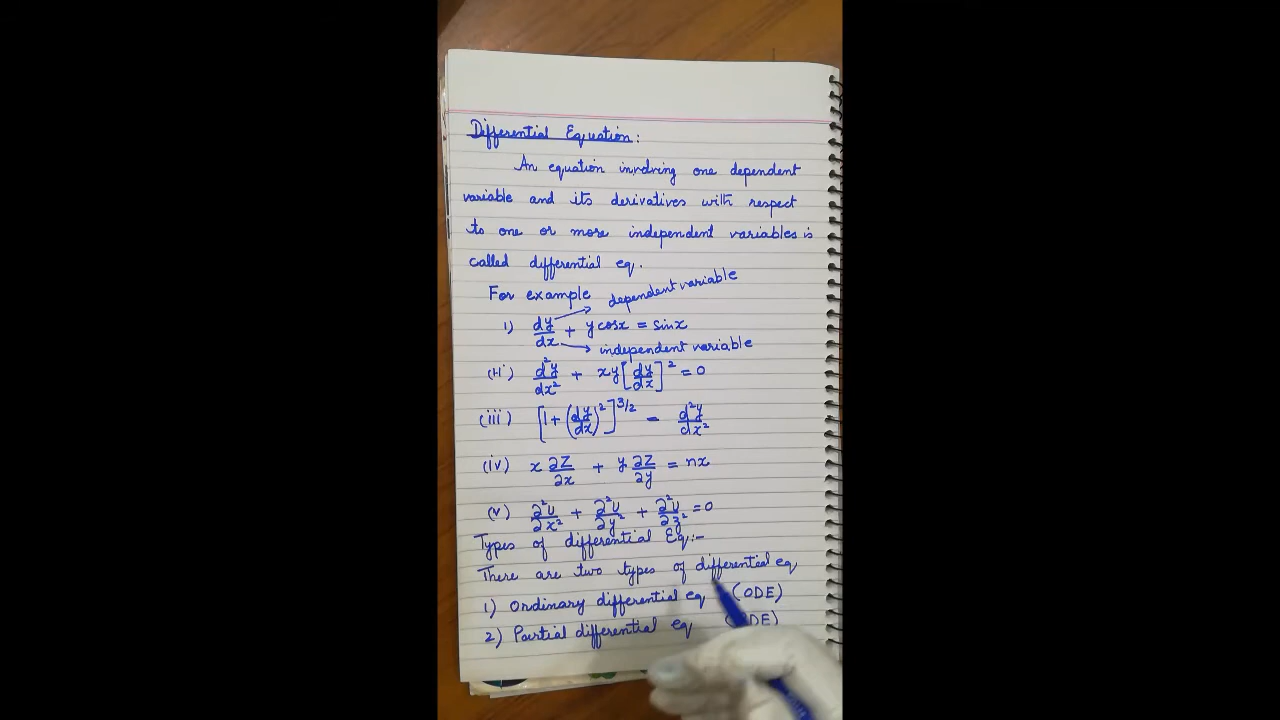 Differential Equation:
An equation involving one dependent
variable and its derivatives with respect
to one or more independent variables is
called differential eq.
For example dependent variable
i) dy/dx + y cosx = sinx
independent variable
(ii) d²y/dx² + xy[dy/dx]² = 0
(iii) [1+(dy/dx)²]^3/2 = d²y/dx²
(iv) x ∂Z/∂x + y ∂Z/∂y = nx
(v) ∂²U/∂x² + ∂²U/∂y² + ∂²U/∂z² = 0
Types of differential Eq:-
There are two types of differential eq
1) Ordinary differential eq (ODE)
2) Partial differential eq